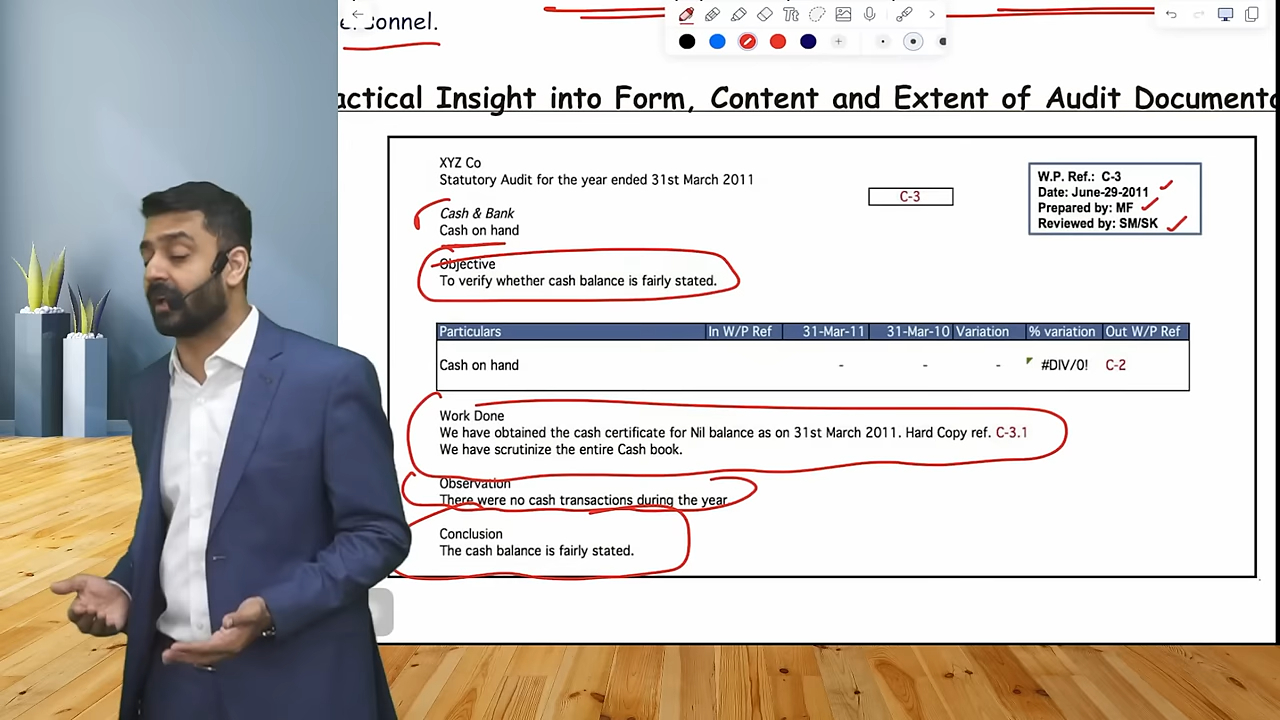 sonnel.
actical Insight into Form, Content and Extent of Audit Documenta
XYZ Co
Statutory Audit for the year ended 31st March 2011
C-3
W.P. Ref.: C-3
Date: June-29-2011
Prepared by: MF
Reviewed by: SM/SK
Cash & Bank
Cash on hand
Objective
To verify whether cash balance is fairly stated.
Particulars In W/P Ref 31-Mar-11 31-Mar-10 Variation % variation Out W/P Ref
Cash on hand - - - #DIV/0! C-2
Work Done
We have obtained the cash certificate for Nil balance as on 31st March 2011. Hard Copy ref. C-3.1
We have scrutinize the entire Cash book.
Observation
There were no cash transactions during the year
Conclusion
The cash balance is fairly stated.